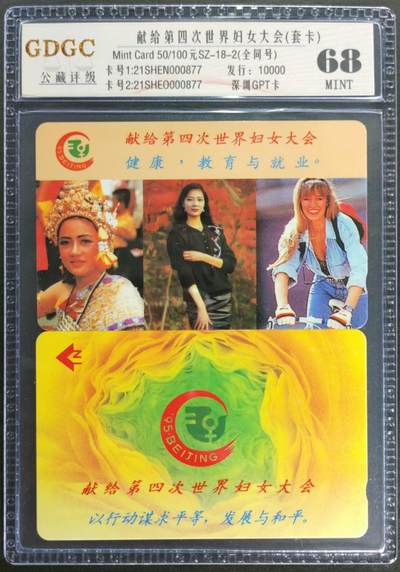 GDGC
公藏评级
献给第四次世界妇女大会(套卡)
Mint Card 50/100元SZ-18-2(全同号)
卡号1:21SHEN000877 发行：10000
卡号2:21SHEO000877 深圳GPT卡
68
MINT
献给第四次世界妇女大会
健康，教育与就业。
'95·BEIJING
N
'95·BEIJING
献给第四次世界妇女大会
以行动谋求平等，发展与和平。